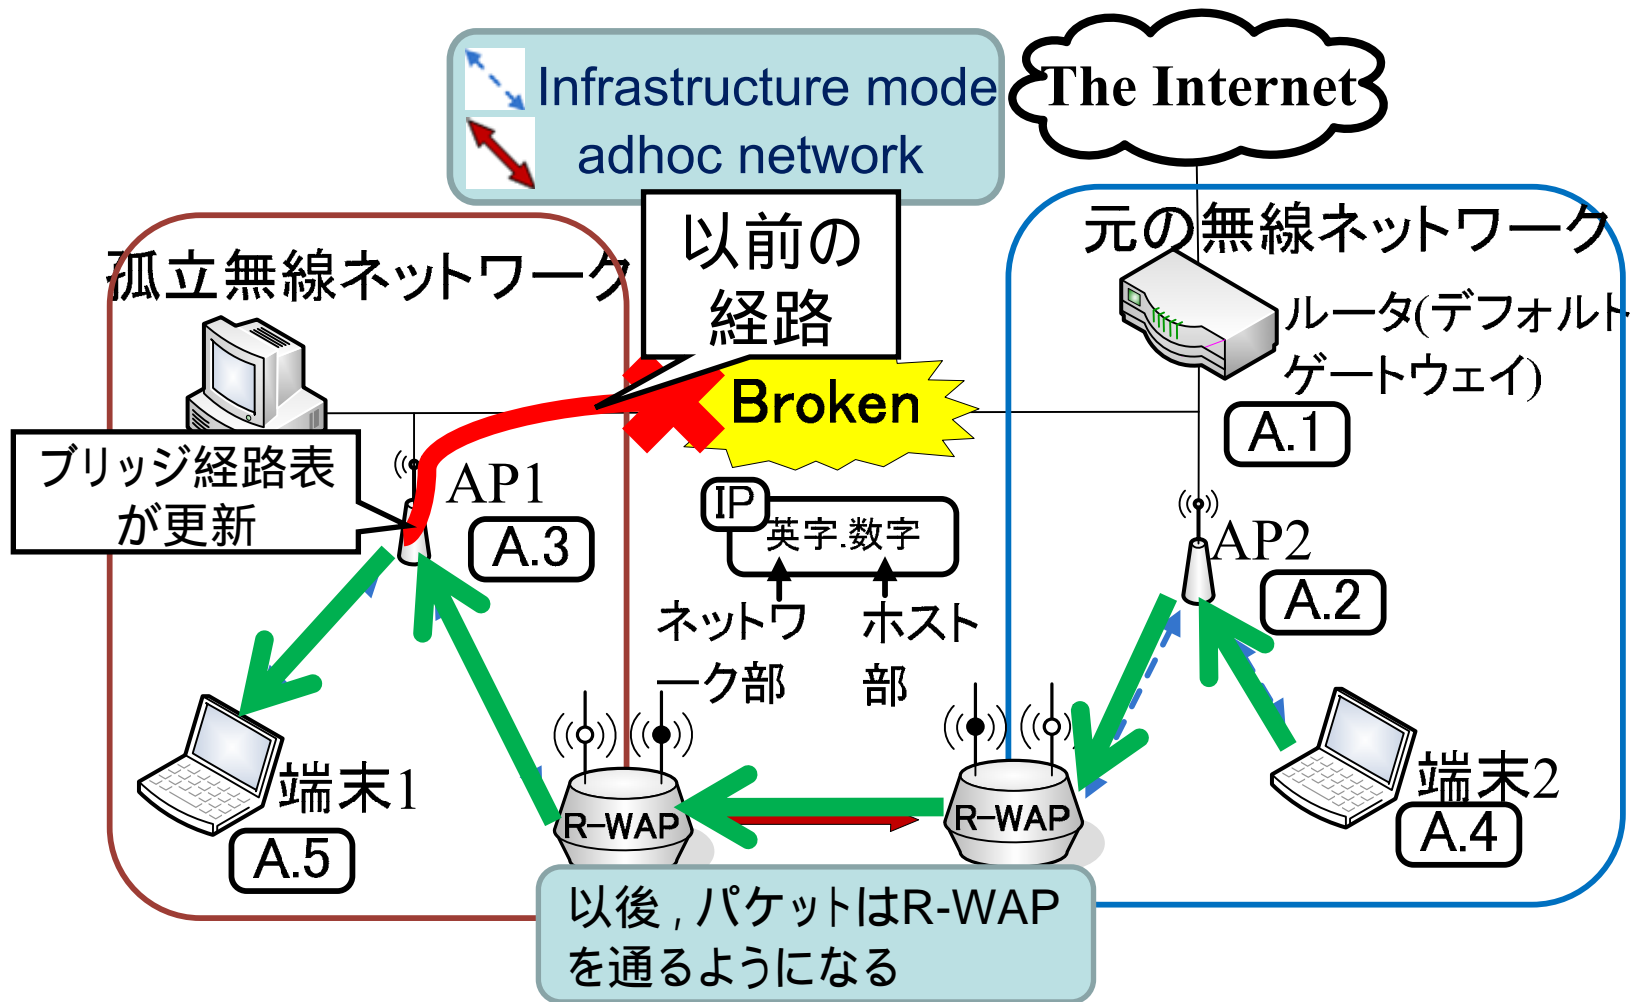 Infrastructure mode
adhoc network
The Internet
孤立無線ネットワーク
以前の
経路
元の無線ネットワーク
ルータ(デフォルト
ゲートウェイ)
A.1
Broken
ブリッジ経路表
が更新
AP1
A.3
IP
英字.数字
ネットワ
ーク部
ホスト
部
AP2
A.2
端末1
A.5
R-WAP
R-WAP
端末2
A.4
以後,パケットはR-WAP
を通るようになる